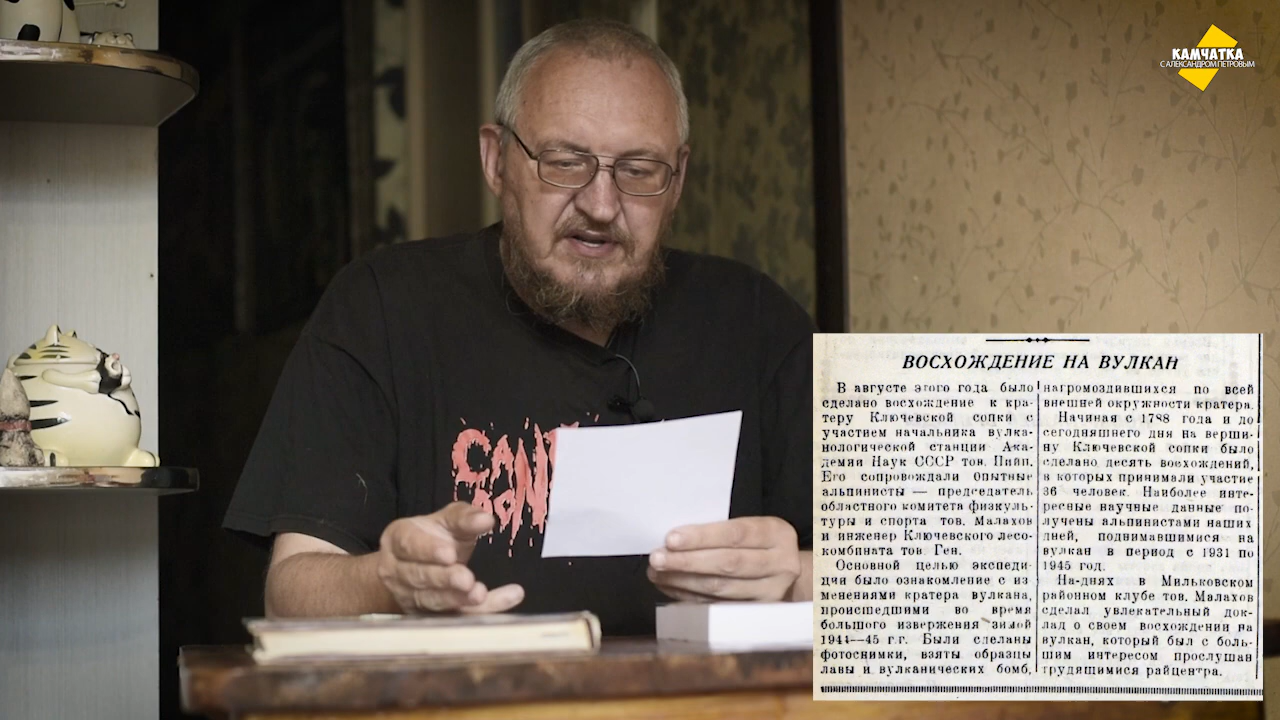 КАМЧАТКА
С АЛЕКСАНДРОМ ПЕТРОВЫМ
ВОСХОЖДЕНИЕ НА ВУЛКАН
В августе этого года было
сделано восхождение к кра-
теру Ключевской сопки с
участием начальника вулка-
нологической станции Ака-
демии Наук СССР тов. Пийп.
Его сопровождали опытные
альпинисты — председатель
областного комитета физкуль-
туры и спорта тов. Малахов
и инженер Ключевского лесо-
комбината тов. Ген.
Основной целью экспеди-
ции было ознакомление с из
менениями кратера вулкана,
происшедшими во время
большого извержения зимой
1944—45 г.г. Были сделаны
фотоснимки, взяты образцы
лавы и вулканических бомб,
нагромоздившихся по всей
внешней окружности кратера.
Начиная с 1788 года и до
сегодняшнего дня на верши-
ну Ключевской сопки было
сделано десять восхождений,
в которых принимали участие
36 человек. Наиболее инте-
ресные научные данные по-
лучены альпинистами наших
дней, поднимавшимися на
вулкан в период с 1931 по
1945 год.
На-днях в Мильковском
районном клубе тов. Малахов
сделал увлекательный док-
лад о своем восхождении на
вулкан, который был с боль-
шим интересом прослушан
трудящимися райцентра.